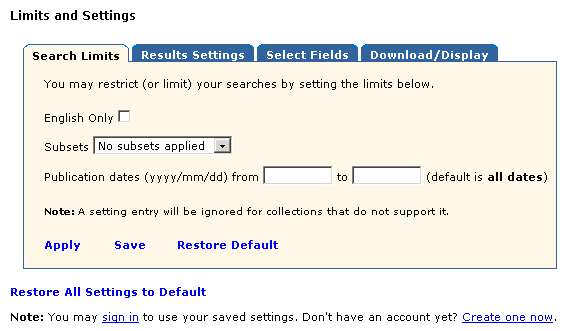 Limits and Settings
Search Limits Results Settings Select Fields Download/Display
You may restrict (or limit) your searches by setting the limits below.
English Only
Subsets No subsets applied
Publication dates (yyyy/mm/dd) from to (default is all dates)
Note: A setting entry will be ignored for collections that do not support it.
Apply Save Restore Default
Restore All Settings to Default
Note: You may sign in to use your saved settings. Don't have an account yet? Create one now.